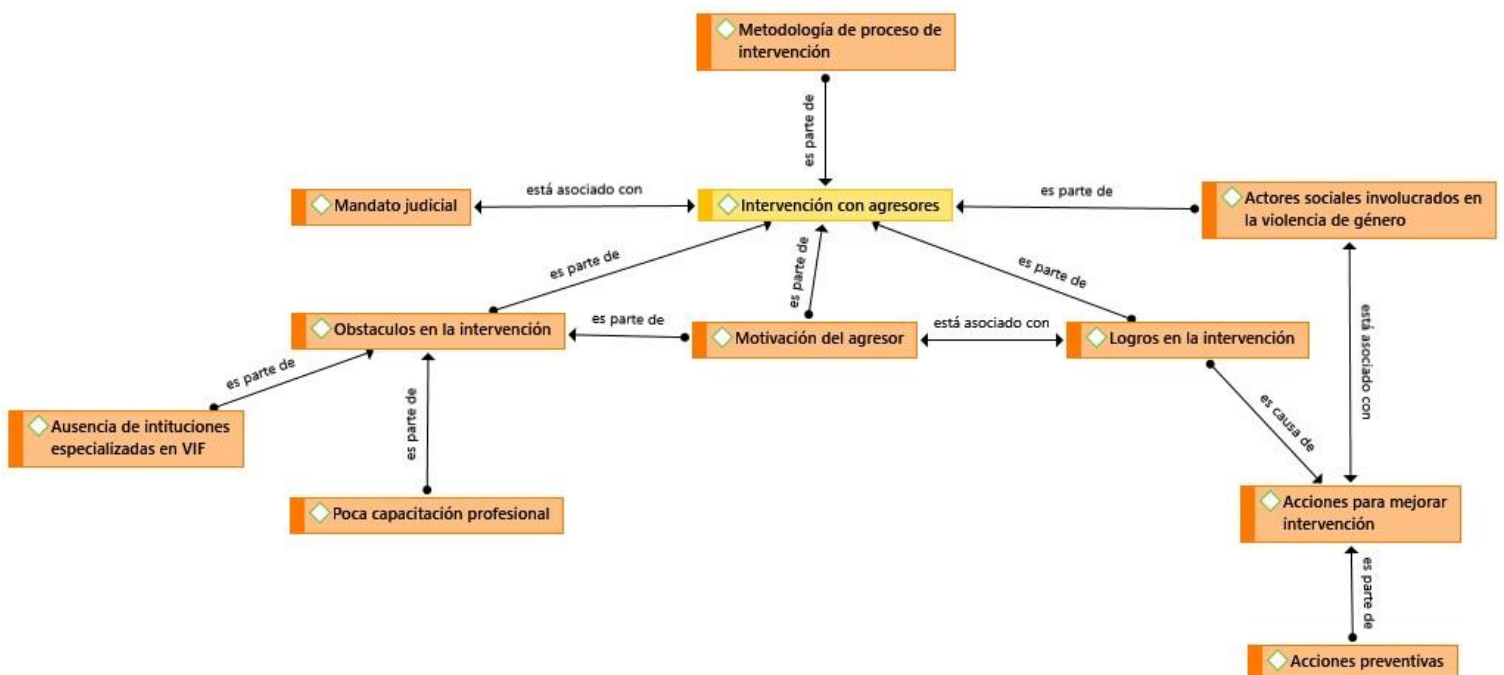 Metodología de proceso de
intervención
es parte de
Mandato judicial
está asociado con
Intervención con agresores
es parte de
Actores sociales involucrados en
la violencia de género
es parte de
es parte de
es parte de
está asociado con
Obstaculos en la intervención
es parte de
Motivación del agresor
está asociado con
Logros en la intervención
es parte de
es parte de
es causa de
Ausencia de intituciones
especializadas en VIF
Poca capacitación profesional
Acciones para mejorar
intervención
es parte de
Acciones preventivas